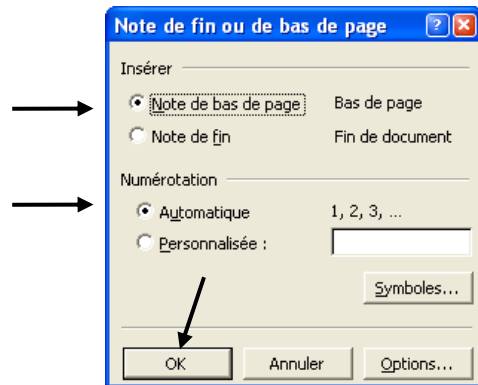 Note de fin ou de bas de page
Insérer
Note de bas de page Bas de page
Note de fin Fin de document
Numérotation
Automatique 1, 2, 3, ...
Personnalisée :
Symboles...
OK Annuler Options...